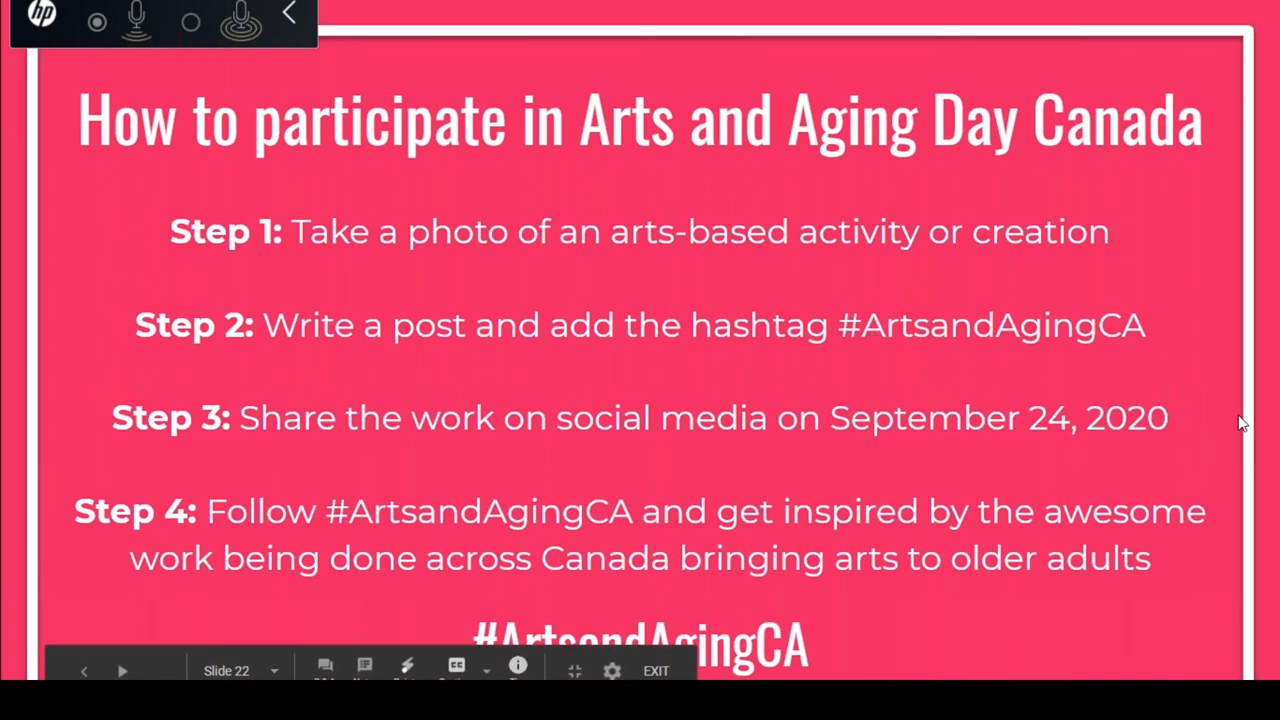 hp
How to participate in Arts and Aging Day Canada
Step 1: Take a photo of an arts-based activity or creation
Step 2: Write a post and add the hashtag #ArtsandAgingCA
Step 3: Share the work on social media on September 24, 2020
Step 4: Follow #ArtsandAgingCA and get inspired by the awesome
work being done across Canada bringing arts to older adults
#ArtsandAgingCA
Slide 22
CC
EXIT